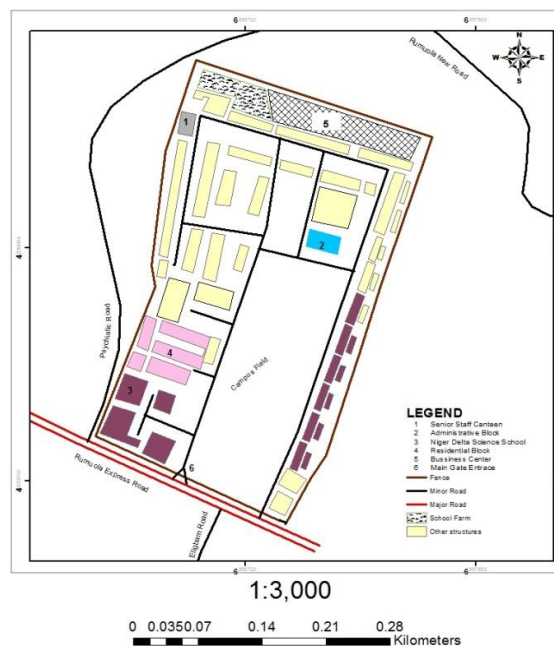 Rumuola New Road
N
W E
S
1
5
2
Psychiatic Road
Campus Field
4
3
6
Rumuola Express Road
Eligbam Road
LEGEND
1 Senior Staff Canteen
2 Administrative Block
3 Niger Delta Science School
4 Residential Block
5 Bussiness Center
6 Main Gate Entrace
Fence
Minor Road
Major Road
School Farm
Other structures
1:3,000
0 0.0350.07 0.14 0.21 0.28
Kilometers